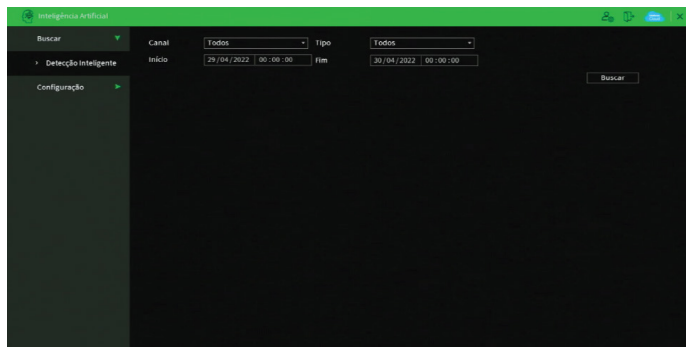 Inteligência Artificial
Buscar
Canal Todos Tipo Todos
Detecção Inteligente
Início 29/04/2022 00:00:00 Fim 30/04/2022 00:00:00
Configuração
Buscar